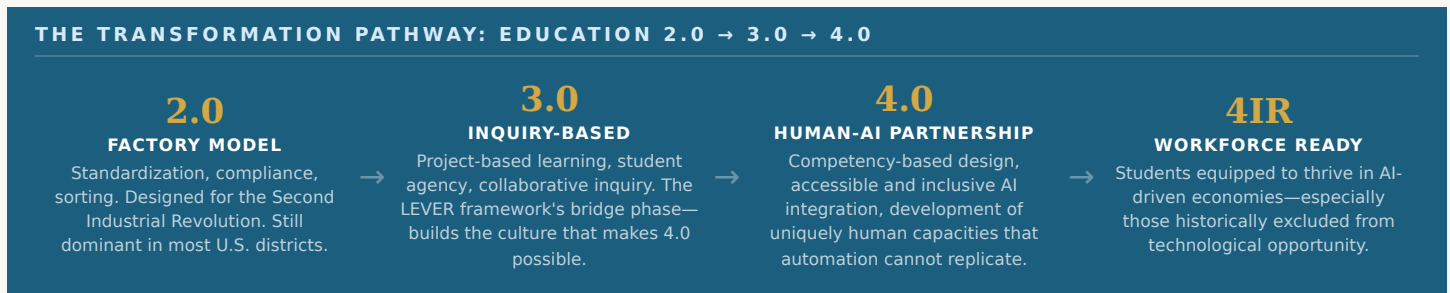 THE TRANSFORMATION PATHWAY: EDUCATION 2.0 → 3.0 → 4.0
2.0
FACTORY MODEL
Standardization, compliance,
sorting. Designed for the Second
Industrial Revolution. Still
dominant in most U.S. districts.
→
3.0
INQUIRY-BASED
Project-based learning, student
agency, collaborative inquiry. The
LEVER framework's bridge phase—
builds the culture that makes 4.0
possible.
→
4.0
HUMAN-AI PARTNERSHIP
Competency-based design,
accessible and inclusive AI
integration, development of
uniquely human capacities that
automation cannot replicate.
→
4IR
WORKFORCE READY
Students equipped to thrive in AI-
driven economies—especially
those historically excluded from
technological opportunity.